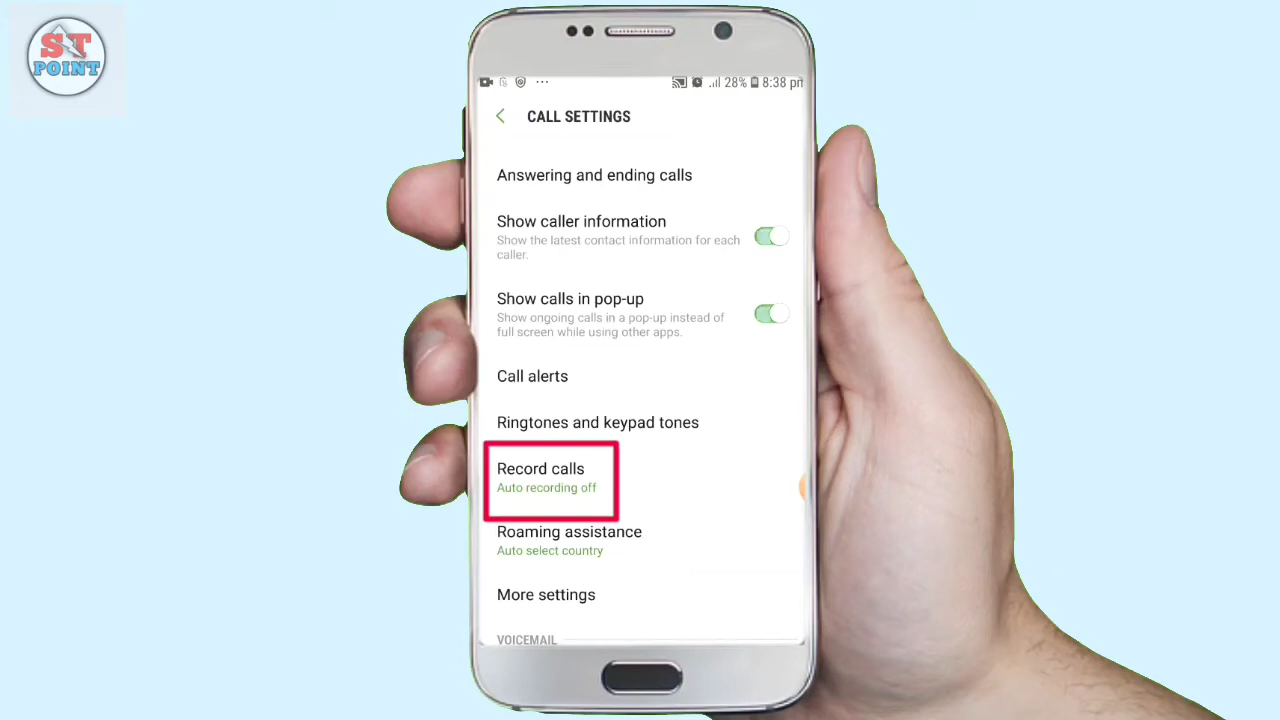 ST
POINT
... 28% 8:38 pm
CALL SETTINGS
Answering and ending calls
Show caller information
Show the latest contact information for each
caller.
Show calls in pop-up
Show ongoing calls in a pop-up instead of
full screen while using other apps.
Call alerts
Ringtones and keypad tones
Record calls
Auto recording off
Roaming assistance
Auto select country
More settings
VOICEMAIL